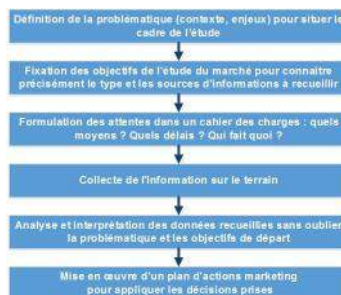 Définition de la problématique (contexte, enjeux) pour situer le
cadre de l'étude
Fixation des objectifs de l'étude du marché pour connaitre
précisément le type et les sources d'informations à recueillir
Formulation des attentes dans un cahier des charges : quels
moyens ? Quels délais ? Qui fait quoi ?
Collecte de l'information sur le terrain
Analyse et interprétation des données recueillies sans oublier
la problématique et les objectifs de départ
Mise en œuvre d'un plan d'actions marketing
pour appliquer les décisions prises